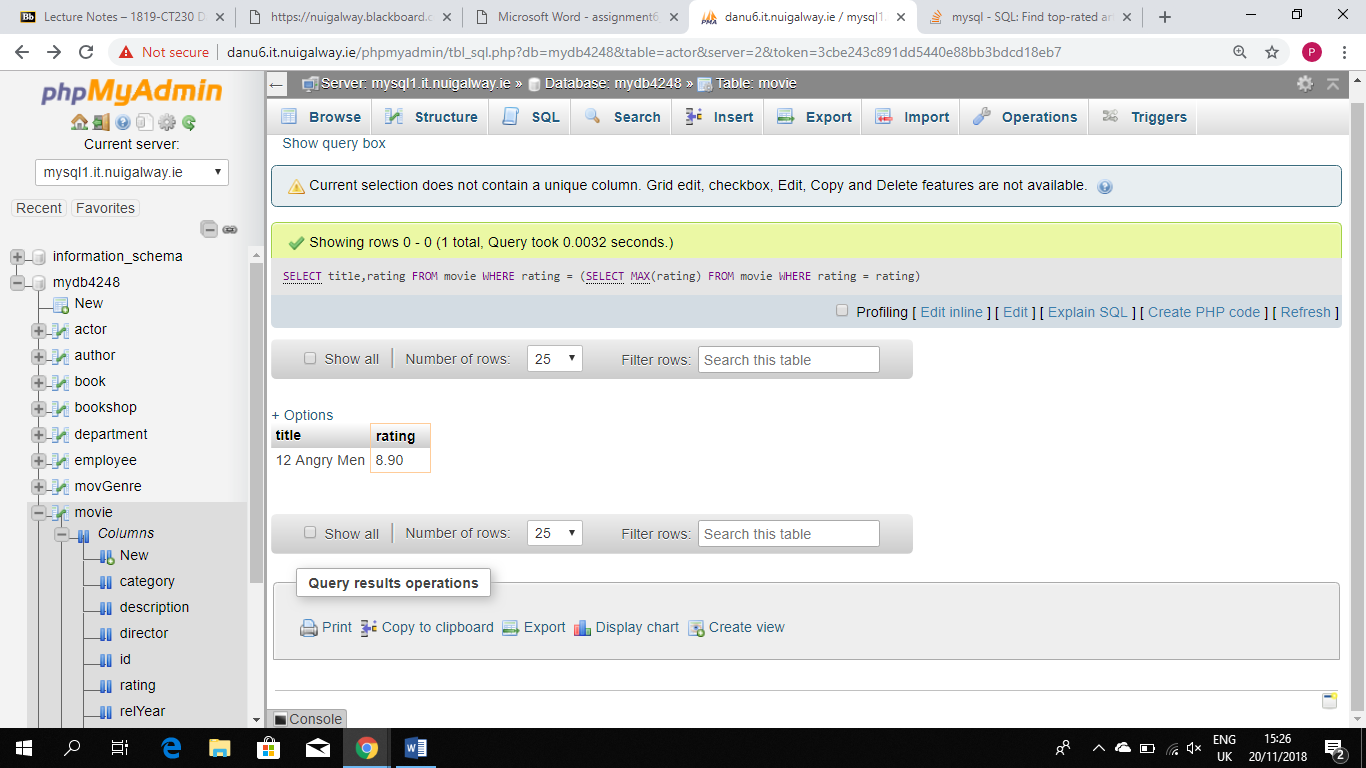 Lecture Notes – 1819-CT230 D
https://nuigalway.blackboard.c
Microsoft Word - assignment6
danu6.it.nuigalway.ie / mysql1.
mysql - SQL: Find top-rated an
Not secure danu6.it.nuigalway.ie/phpmyadmin/tbl_sql.php?db=mydb4248&table=actor&server=2&token=3cbe243c891dd5440e88bb3bdcd18eb7
P
phpMyAdmin
Current server:
mysql1.it.nuigalway.ie
Recent Favorites
information_schema
mydb4248
New
actor
author
book
bookshop
department
employee
movGenre
movie
Columns
New
category
description
director
id
rating
relYear
Server: mysql1.it.nuigalway.ie » Database: mydb4248 » Table: movie
Browse Structure SQL Search Insert Export Import Operations Triggers
Show query box
Current selection does not contain a unique column. Grid edit, checkbox, Edit, Copy and Delete features are not available.
Showing rows 0 - 0 (1 total, Query took 0.0032 seconds.)
SELECT title,rating FROM movie WHERE rating = (SELECT MAX(rating) FROM movie WHERE rating = rating)
Profiling [ Edit inline ] [ Edit ] [ Explain SQL ] [ Create PHP code ] [ Refresh ]
Show all Number of rows: 25 Filter rows: Search this table
+ Options
title rating
12 Angry Men 8.90
Show all Number of rows: 25 Filter rows: Search this table
Query results operations
Print Copy to clipboard Export Display chart Create view
Console
ENG
UK
15:26
20/11/2018
2